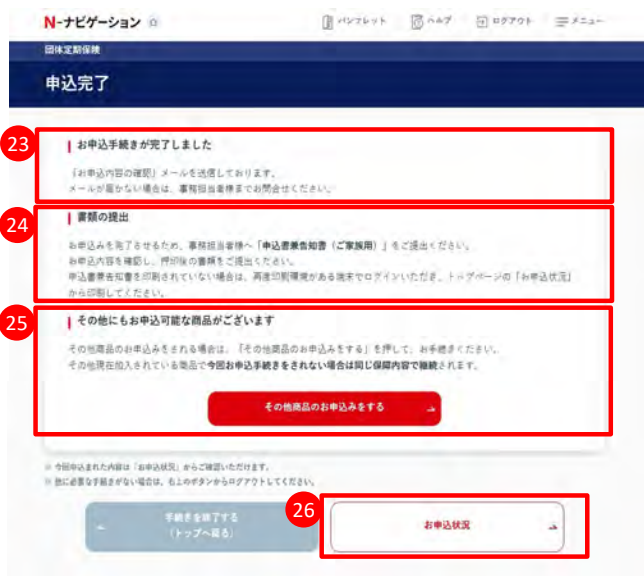 N-ナビゲーション
パンフレット ヘルプ ログアウト メニュー
団体定期保険
申込完了
23
お申込手続きが完了しました
「お申込内容の確認」メールを送信しております。
メールが届かない場合は、事務担当者様までお問合せください。
24
書類の提出
お申込みを完了させるため、事務担当者様へ「申込書兼告知書（ご家族用）」をご提出ください。
お申込内容を確認し、押印後の書類をご提出ください。
申込書兼告知書を印刷されていない場合は、再度印刷環境がある端末でログインいただき、トップページの「お申込状況」
から印刷してください。
25
その他にもお申込可能な商品がございます
その他商品のお申込みをされる場合は、「その他商品のお申込みをする」を押して、お手続きください。
その他現在加入されている商品で今回お申込手続きをされない場合は同じ保障内容で継続されます。
その他商品のお申込みをする
※ 今回申込まれた内容は「お申込状況」からご確認いただけます。
※ 他に必要な手続きがない場合は、右上のボタンからログアウトしてください。
手続きを終了する
（トップへ戻る）
26
お申込状況